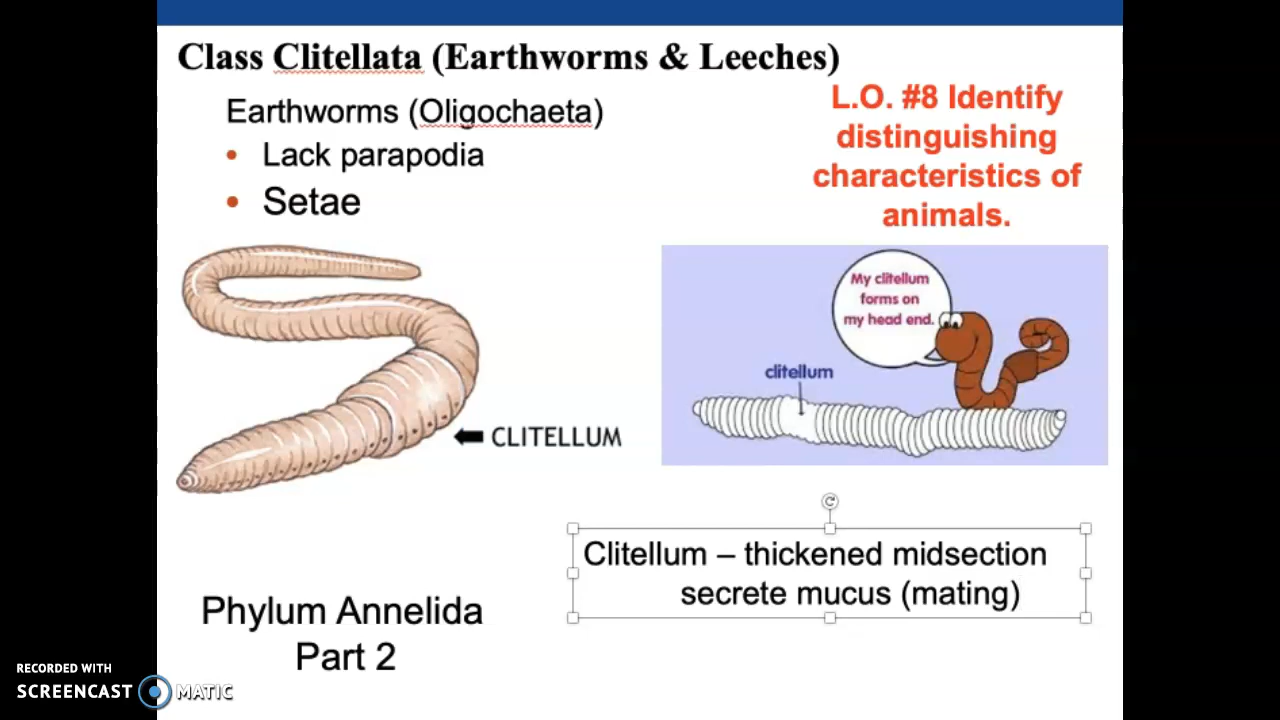 Class Clitellata (Earthworms & Leeches)
Earthworms (Oligochaeta)
• Lack parapodia
• Setae
L.O. #8 Identify
distinguishing
characteristics of
animals.
CLITELLUM
My clitellum
forms on
my head end.
clitellum
Clitellum – thickened midsection
secrete mucus (mating)
Phylum Annelida
Part 2
RECORDED WITH
SCREENCAST MATIC